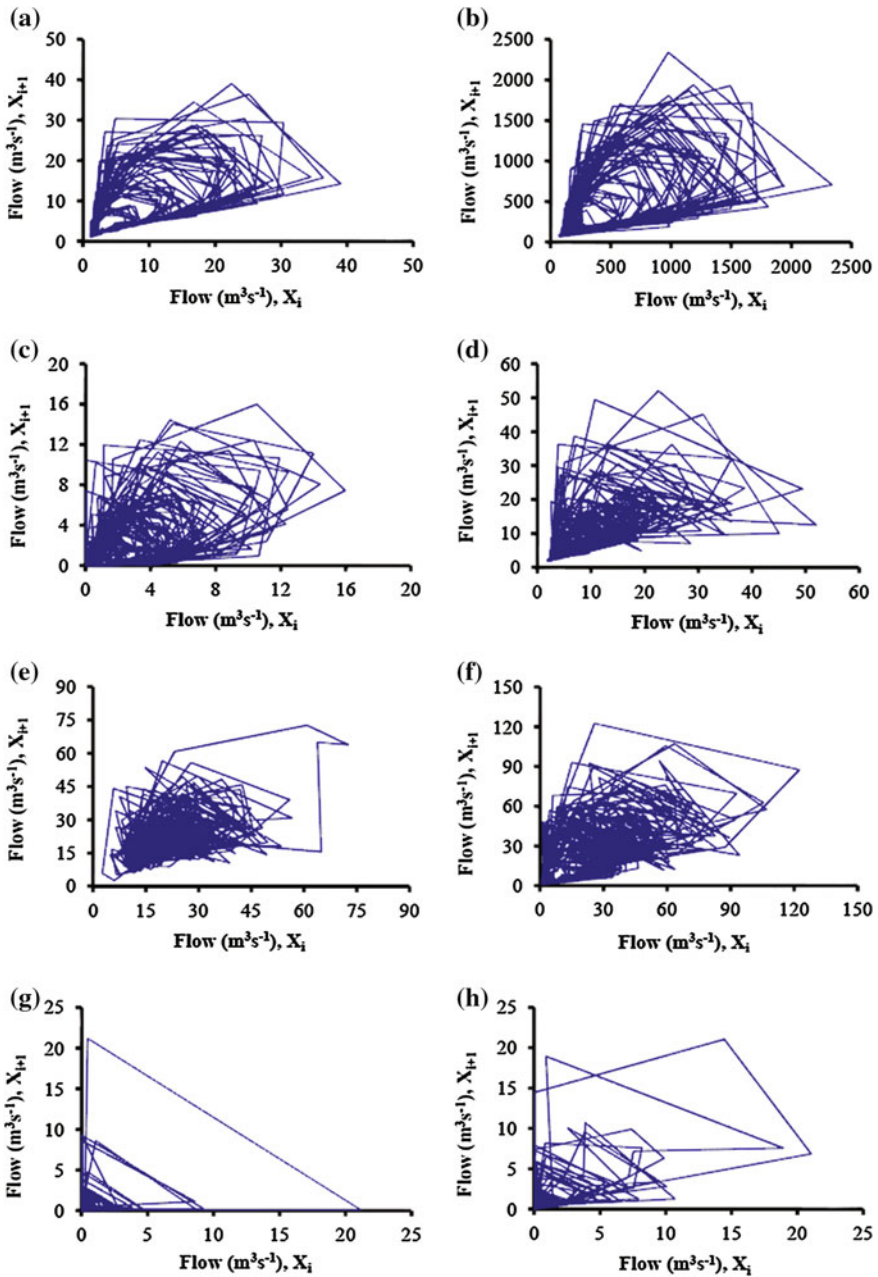 (a)
50
40
30
20
10
0
Flow (m³s⁻¹), Xᵢ₊₁
0 10 20 30 40 50
Flow (m³s⁻¹), Xᵢ
(b)
2500
2000
1500
1000
500
0
Flow (m³s⁻¹), Xᵢ₊₁
0 500 1000 1500 2000 2500
Flow (m³s⁻¹), Xᵢ
(c)
20
16
12
8
4
0
Flow (m³s⁻¹), Xᵢ₊₁
0 4 8 12 16 20
Flow (m³s⁻¹), Xᵢ
(d)
60
50
40
30
20
10
0
Flow (m³s⁻¹), Xᵢ₊₁
0 10 20 30 40 50 60
Flow (m³s⁻¹), Xᵢ
(e)
90
75
60
45
30
15
0
Flow (m³s⁻¹), Xᵢ₊₁
0 15 30 45 60 75 90
Flow (m³s⁻¹), Xᵢ
(f)
150
120
90
60
30
0
Flow (m³s⁻¹), Xᵢ₊₁
0 30 60 90 120 150
Flow (m³s⁻¹), Xᵢ
(g)
25
20
15
10
5
0
Flow (m³s⁻¹), Xᵢ₊₁
0 5 10 15 20 25
Flow (m³s⁻¹), Xᵢ
(h)
25
20
15
10
5
0
Flow (m³s⁻¹), Xᵢ₊₁
0 5 10 15 20 25
Flow (m³s⁻¹), Xᵢ